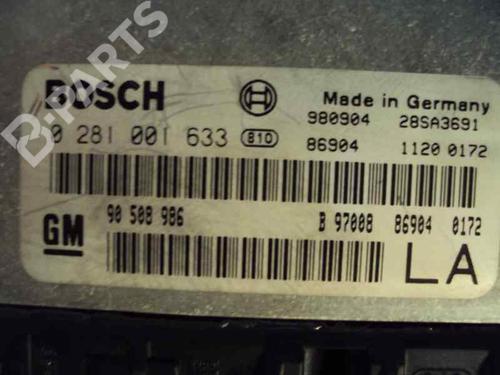 B-PARTS
BOSCH
Made in Germany
980904 28SA3691
0 281 001 633 810
86904 1120 0172
GM
90 508 986
B 97008 86904 0172
LA